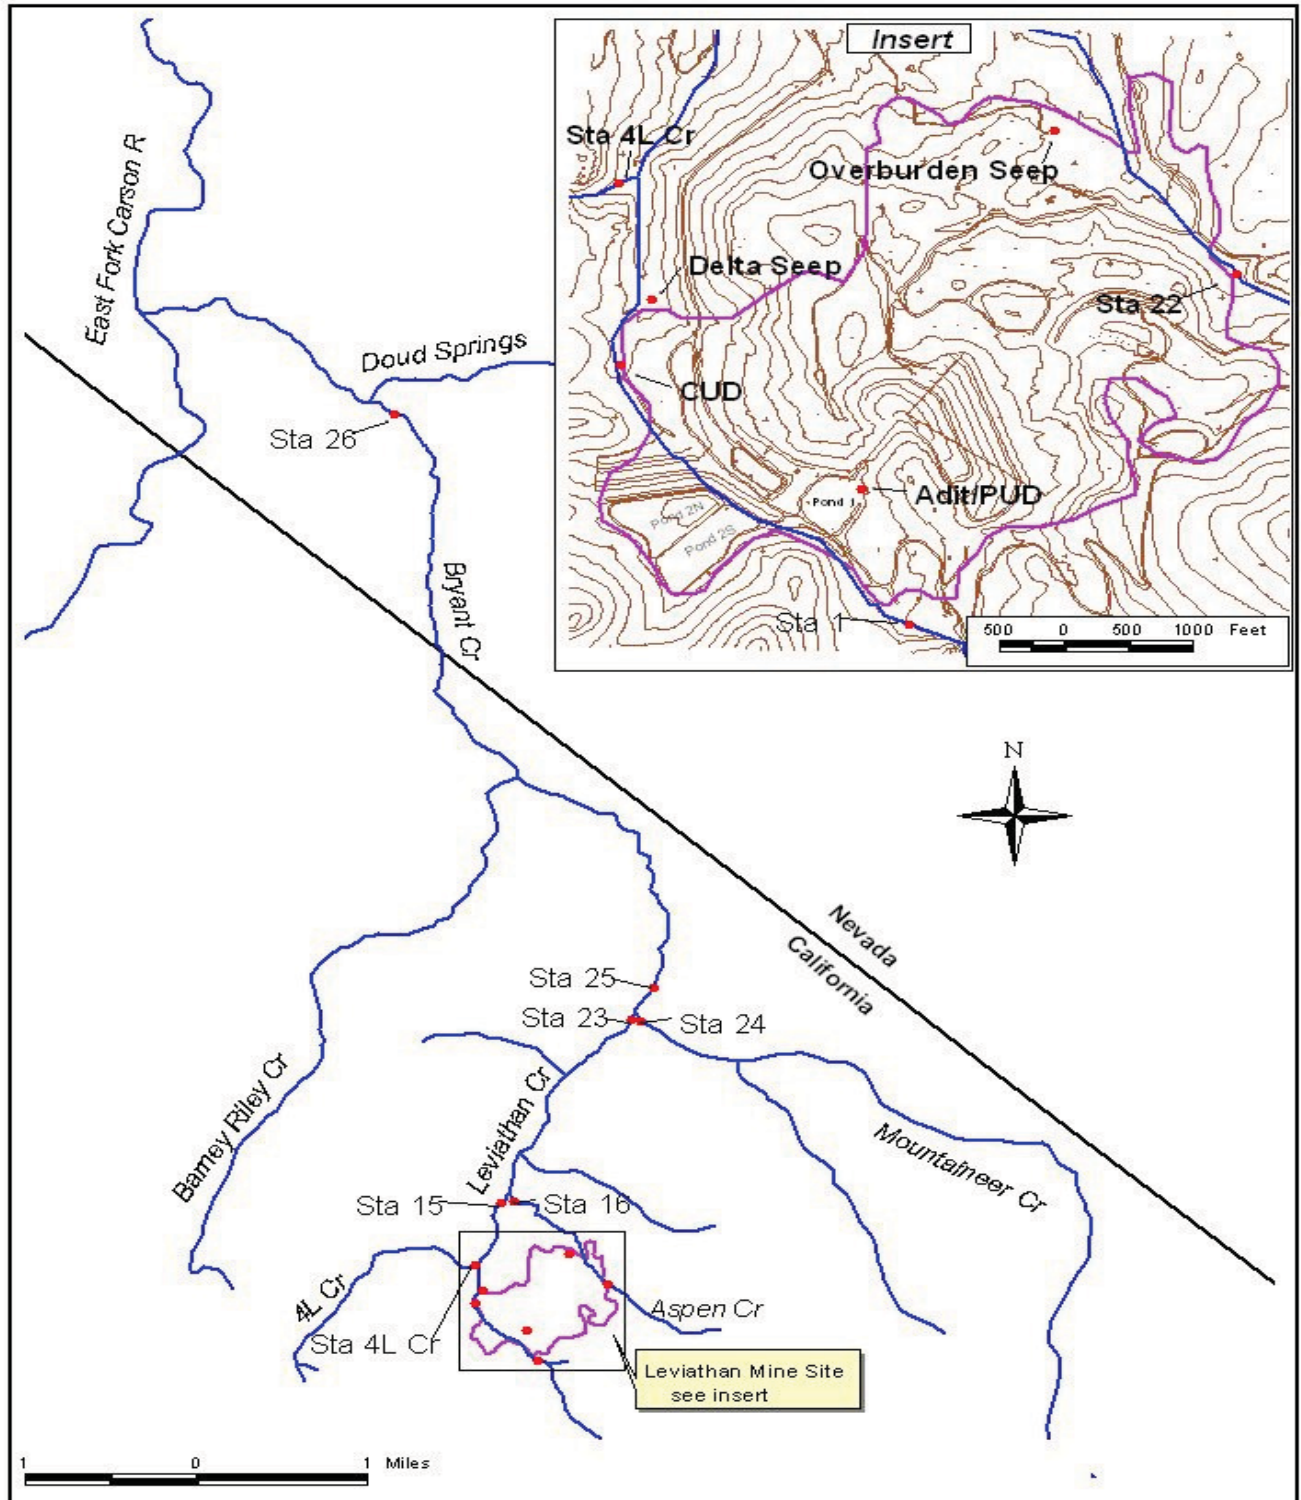 Insert
Sta 4L Cr
Overburden Seep
Delta Seep
Sta 22
CUD
Adit/PUD
Pond 1
Pond 2N
Pond 2S
Sta 1
500 0 500 1000 Feet
East Fork Carson R
Doud Springs
Sta 26
Bryant Cr
N
Nevada
California
Sta 25
Sta 23
Sta 24
Leviathan Cr
Barney Riley Cr
Mountaineer Cr
Sta 15
Sta 16
4L Cr
Aspen Cr
Sta 4L Cr
Leviathan Mine Site
see insert
1 0 1 Miles